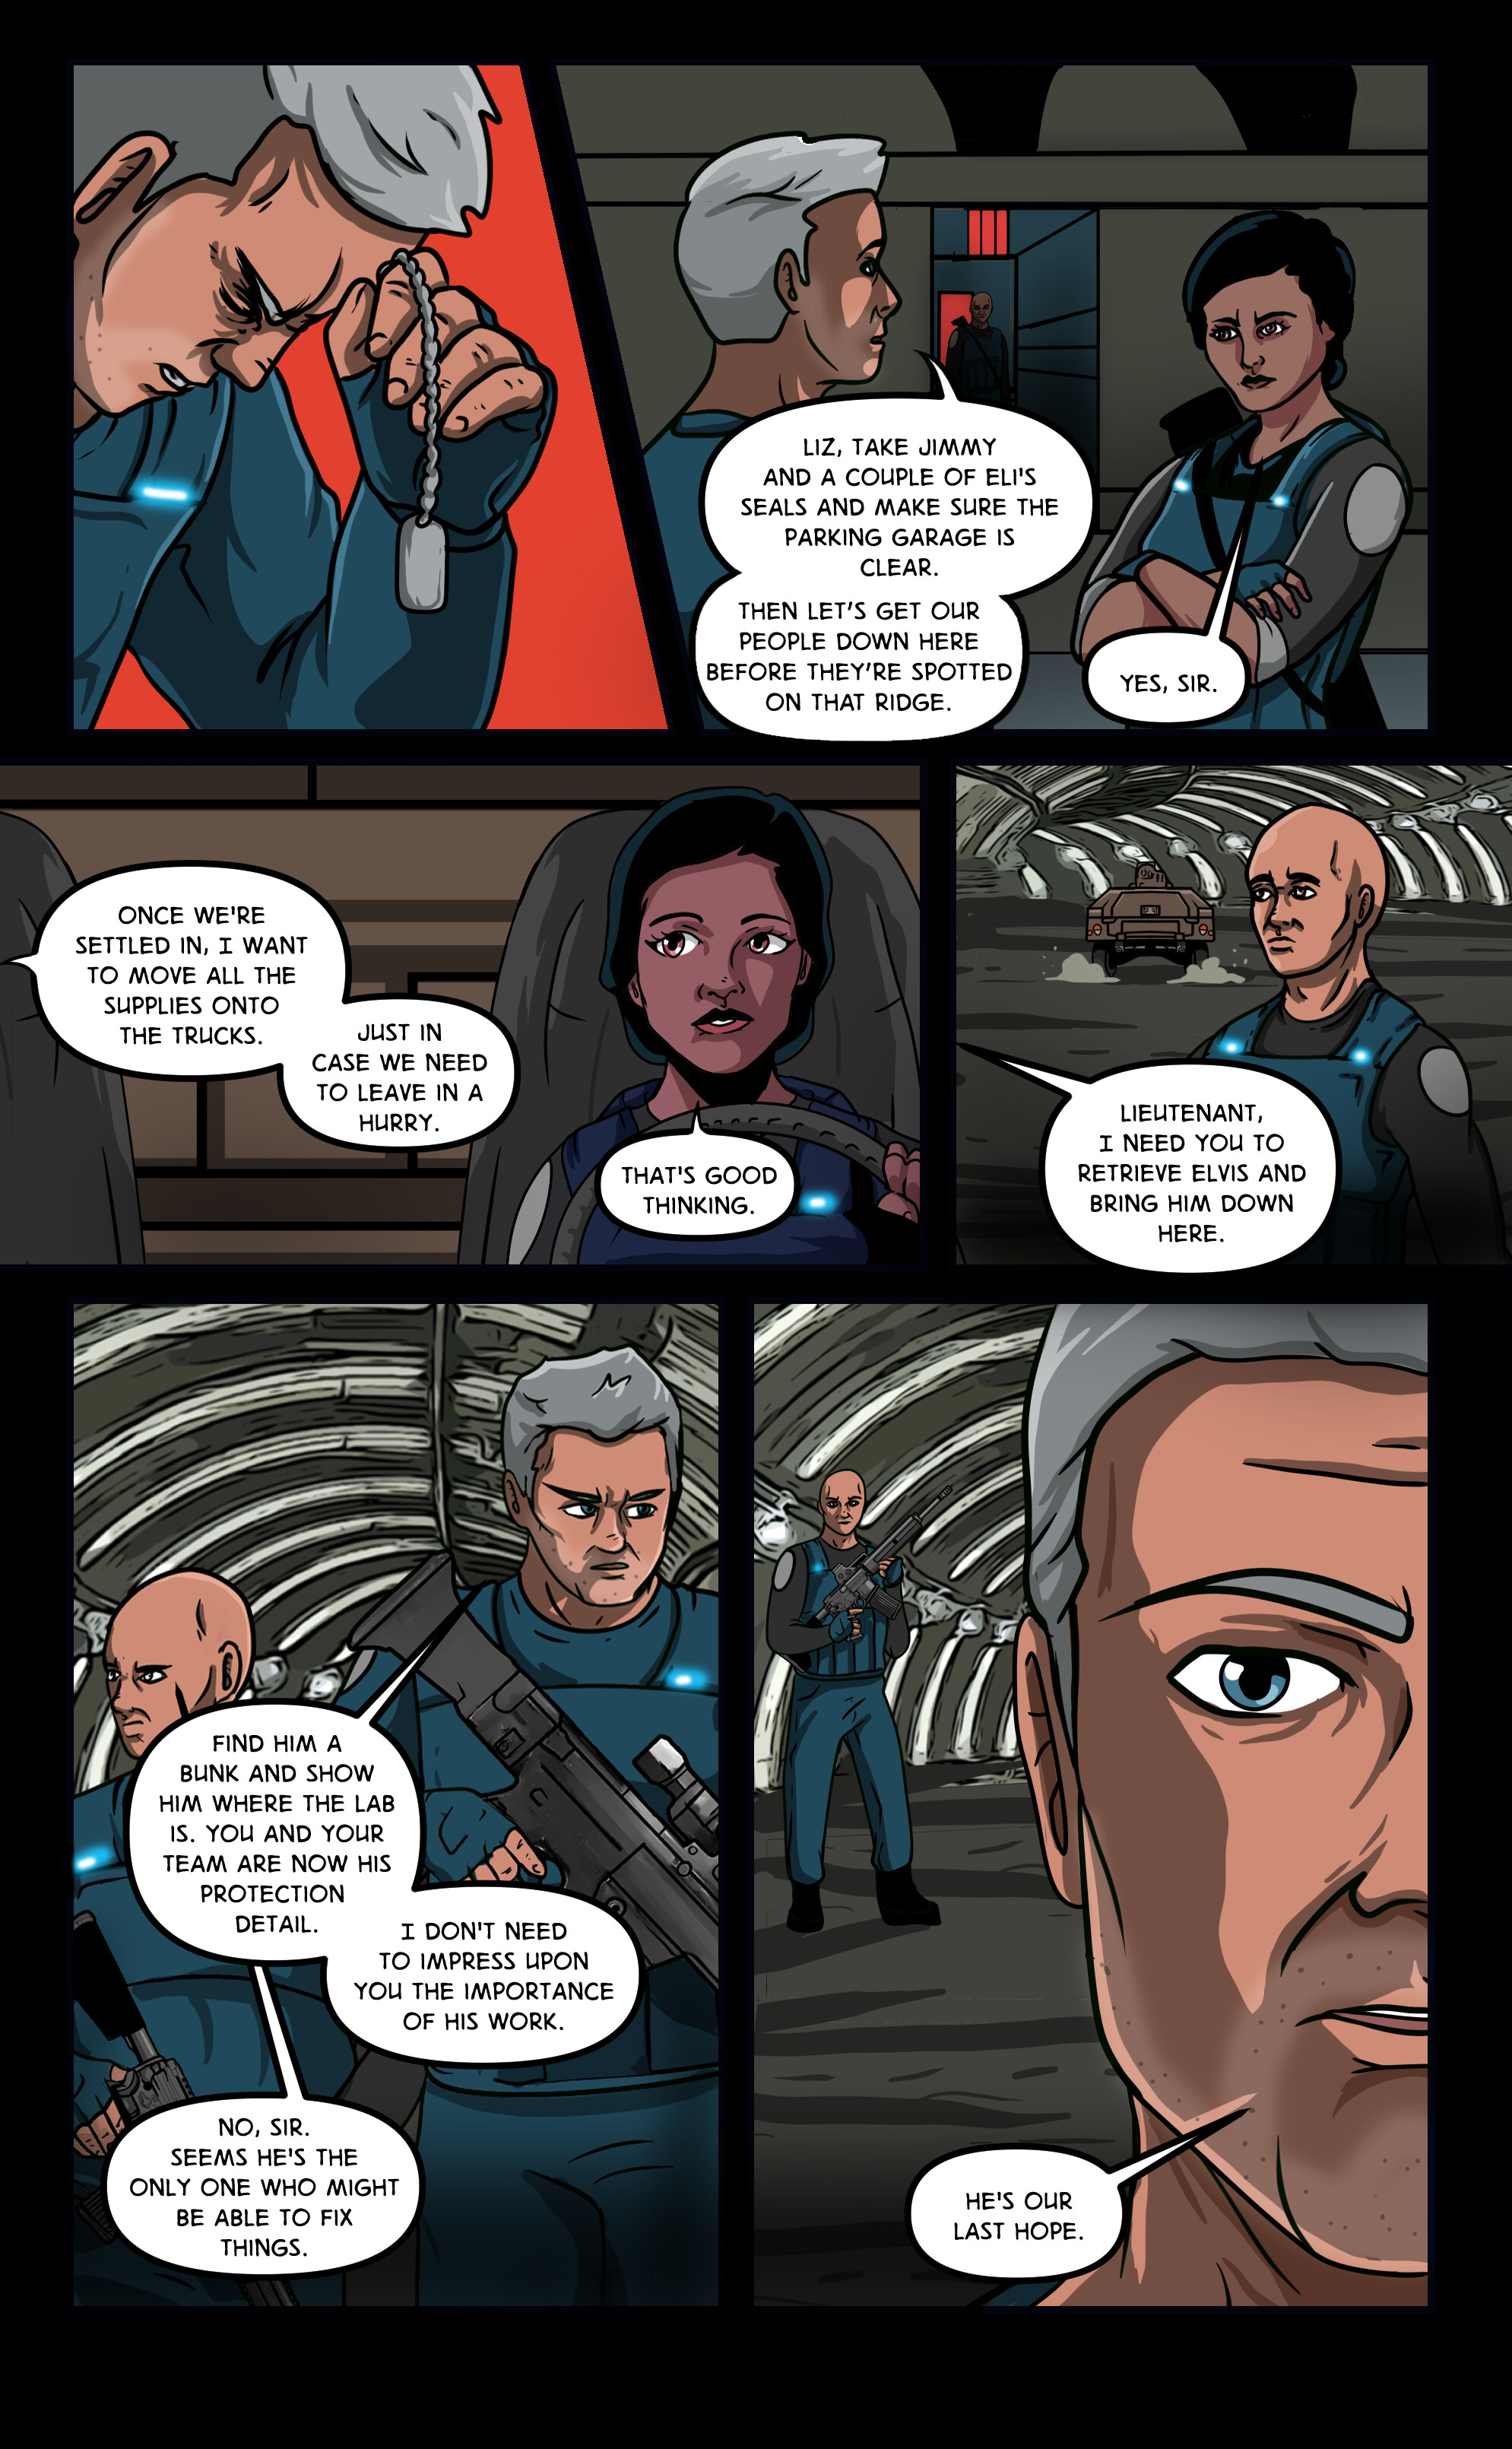 LIZ, TAKE JIMMY
AND A COUPLE OF ELI'S
SEALS AND MAKE SURE THE
PARKING GARAGE IS
CLEAR.
THEN LET'S GET OUR
PEOPLE DOWN HERE
BEFORE THEY'RE SPOTTED
ON THAT RIDGE.
YES, SIR.
ONCE WE'RE
SETTLED IN, I WANT
TO MOVE ALL THE
SUPPLIES ONTO
THE TRUCKS.
JUST IN
CASE WE NEED
TO LEAVE IN A
HURRY.
THAT'S GOOD
THINKING.
LIEUTENANT,
I NEED YOU TO
RETRIEVE ELVIS AND
BRING HIM DOWN
HERE.
FIND HIM A
BUNK AND SHOW
HIM WHERE THE LAB
IS. YOU AND YOUR
TEAM ARE NOW HIS
PROTECTION
DETAIL.
I DON'T NEED
TO IMPRESS UPON
YOU THE IMPORTANCE
OF HIS WORK.
NO, SIR.
SEEMS HE'S THE
ONLY ONE WHO MIGHT
BE ABLE TO FIX
THINGS.
HE'S OUR
LAST HOPE.